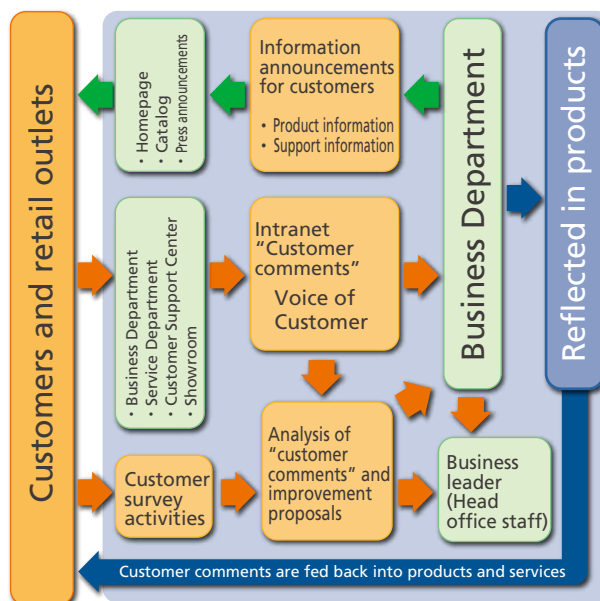 Customers and retail outlets
• Homepage
• Catalog
• Press announcements
Information
announcements
for customers
• Product information
• Support information
Business Department
Reflected in products
• Business Department
• Service Department
• Customer Support Center
• Showroom
Intranet
“Customer
comments”
Voice of
Customer
Customer
survey
activities
Analysis of
“customer
comments” and
improvement
proposals
Business
leader
(Head
office staff)
Customer comments are fed back into products and services